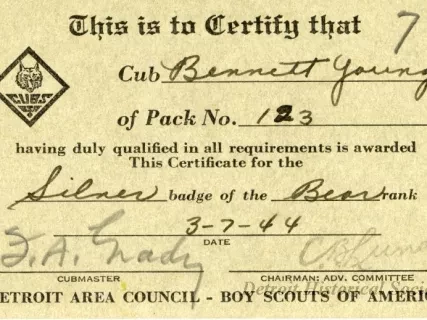 This is to Certify that
7
CUBS
Cub Bennett Young
of Pack No. 123
having duly qualified in all requirements is awarded
This Certificate for the
Silver badge of the Bear rank
3-7-44
DATE
CUBMASTER
CHAIRMAN: ADV. COMMITTEE
Detroit Historical Socie
ETROIT AREA COUNCIL - BOY SCOUTS OF AMERI